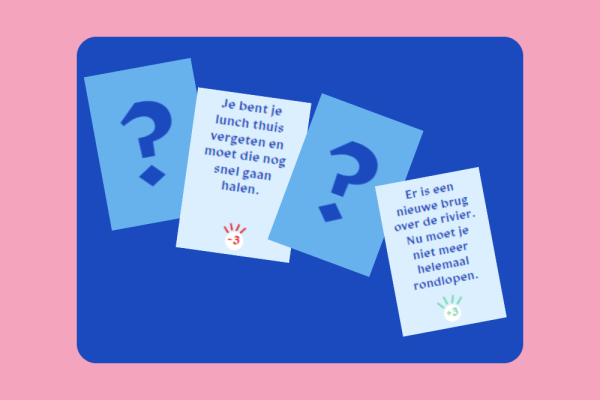 ?
Je bent je
lunch thuis
vergeten en
moet die nog
snel gaan
halen.
-3
?
Er is een
nieuwe brug
over de rivier.
Nu moet je
niet meer
helemaal
rondlopen.
+3